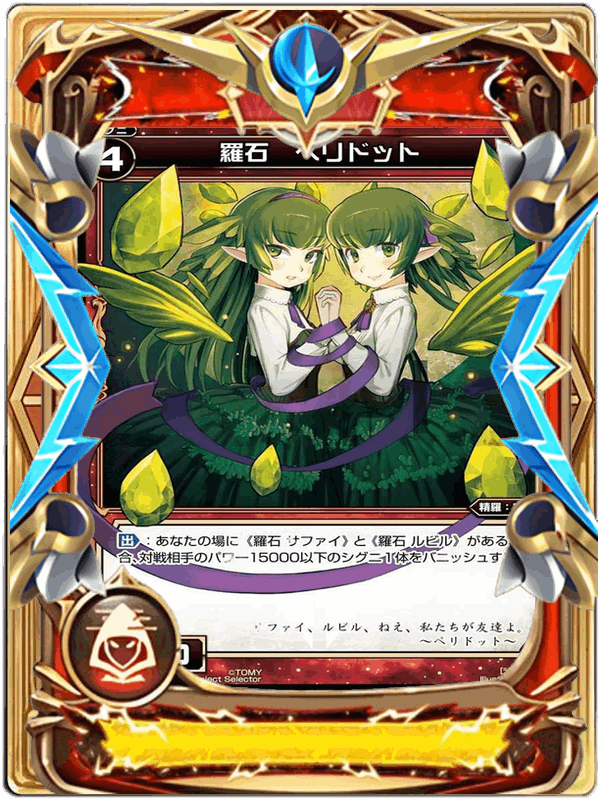 4
羅石 ペリドット
精羅:
出:あなたの場に《羅石 サファイ》と《羅石 ルビル》がある
合、対戦相手のパワー15000以下のシグニ1体をバニッシュす
ファイ、ルビル、ねえ、私たちが友達よ。
~ペリドット~
0
©TOMY
ject Selector
Illus